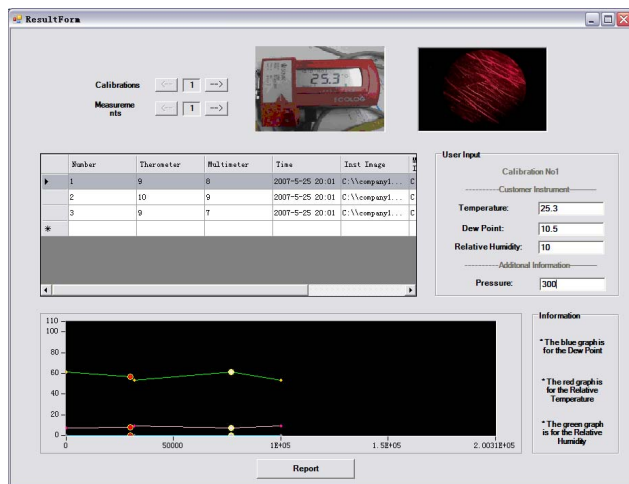 ResultForm
Calibrations <-- 1 -->
Measureme
nts
<-- 1 -->
25.3
Number Therometer Multimeter Time Inst Image
1 9 8 2007-5-25 20:01 C:\\company1... C
2 10 9 2007-5-25 20:01 C:\\company1... C
3 9 7 2007-5-25 20:01 C:\\company1... C
*
User Input
Calibration No1
----------Customer Instrument----------
Temperature: 25.3
Dew Point: 10.5
Relative Humidity: 10
----------Additonal Information----------
Pressure: 300
110
100
80
60
40
20
0
0 50000 1E+05 1.5E+05 2.0031E+05
Information
* The blue graph is
for the Dew Point
* The red graph is
for the Relative
Temperature
* The green graph
is for the Relative
Humidity
Report